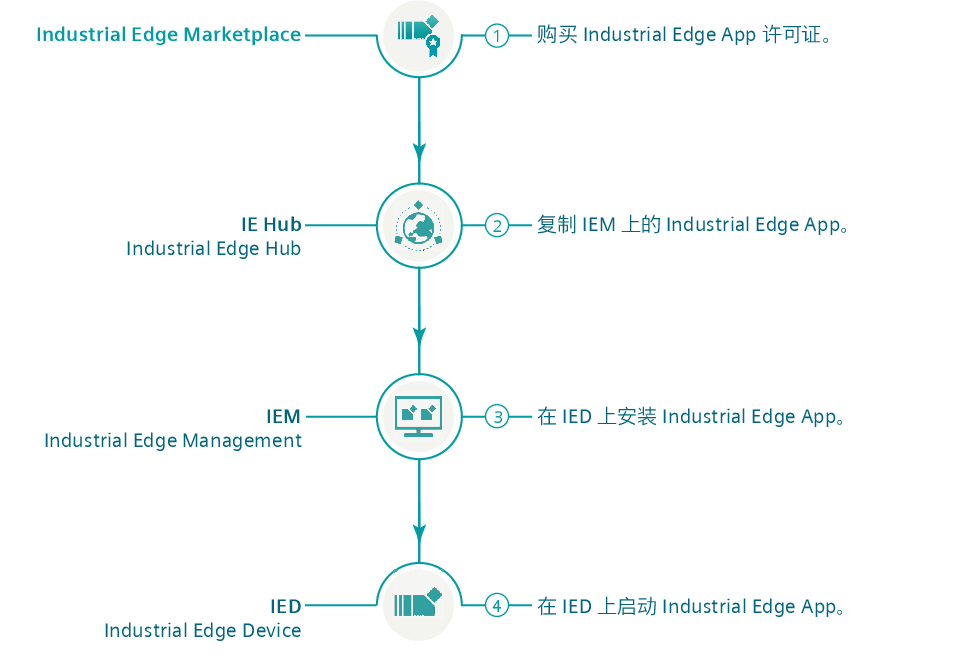 Industrial Edge Marketplace
1
购买 Industrial Edge App 许可证。
IE Hub
Industrial Edge Hub
2
复制 IEM 上的 Industrial Edge App。
IEM
Industrial Edge Management
3
在 IED 上安装 Industrial Edge App。
IED
Industrial Edge Device
4
在 IED 上启动 Industrial Edge App。